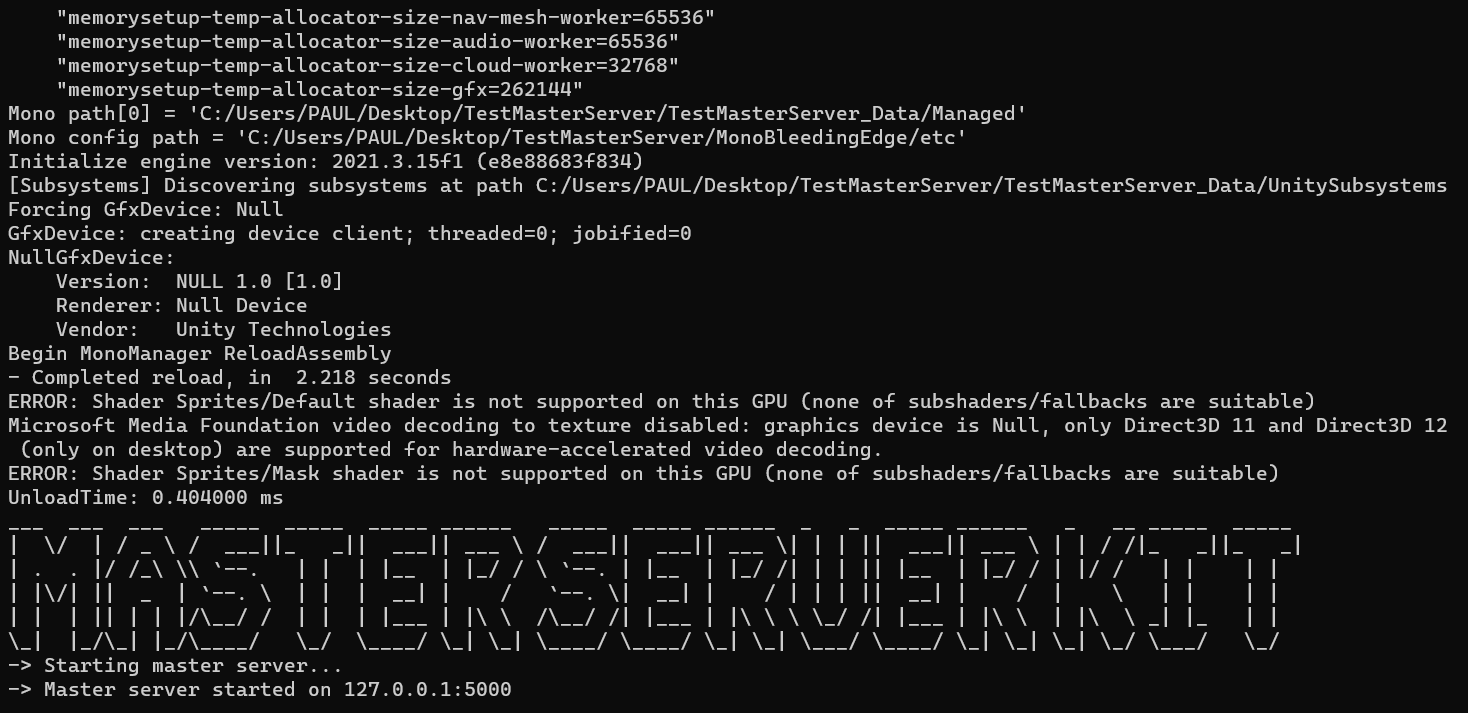 "memorysetup-temp-allocator-size-nav-mesh-worker=65536"
"memorysetup-temp-allocator-size-audio-worker=65536"
"memorysetup-temp-allocator-size-cloud-worker=32768"
"memorysetup-temp-allocator-size-gfx=262144"
Mono path[0] = 'C:/Users/PAUL/Desktop/TestMasterServer/TestMasterServer_Data/Managed'
Mono config path = 'C:/Users/PAUL/Desktop/TestMasterServer/MonoBleedingEdge/etc'
Initialize engine version: 2021.3.15f1 (e8e88683f834)
[Subsystems] Discovering subsystems at path C:/Users/PAUL/Desktop/TestMasterServer/TestMasterServer_Data/UnitySubsystems
Forcing GfxDevice: Null
GfxDevice: creating device client; threaded=0; jobified=0
NullGfxDevice:
Version:  NULL 1.0 [1.0]
Renderer: Null Device
Vendor:   Unity Technologies
Begin MonoManager ReloadAssembly
- Completed reload, in  2.218 seconds
ERROR: Shader Sprites/Default shader is not supported on this GPU (none of subshaders/fallbacks are suitable)
Microsoft Media Foundation video decoding to texture disabled: graphics device is Null, only Direct3D 11 and Direct3D 12
(only on desktop) are supported for hardware-accelerated video decoding.
ERROR: Shader Sprites/Mask shader is not supported on this GPU (none of subshaders/fallbacks are suitable)
UnloadTime: 0.404000 ms
MASTERSERVERKIT
-> Starting master server...
-> Master server started on 127.0.0.1:5000